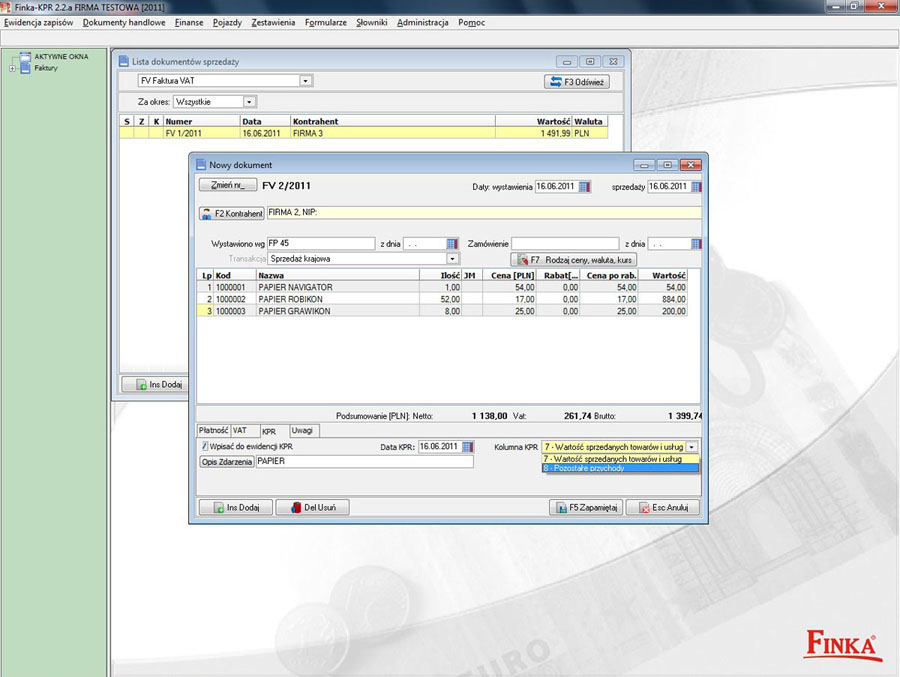 Finka-KPR 2.2.a FIRMA TESTOWA [2011]
Ewidencja zapisów Dokumenty handlowe Finanse Pojazdy Zestawienia Formularze Słowniki Administracja Pomoc
AKTYWNE OKNA
Faktury
Lista dokumentów sprzedaży
FV Faktura VAT
F3 Odśwież
Za okres: Wszystkie
S Z K Numer Data Kontrahent Wartość Waluta
FV 1/2011 16.06.2011 FIRMA 3 1 491,99 PLN
Nowy dokument
Zmień nr_ FV 2/2011 Daty: wystawienia 16.06.2011 sprzedaży 16.06.2011
F2 Kontrahent FIRMA 2, NIP:
Wystawiono wg FP 45 z dnia . . Zamówienie z dnia . .
Transakcja Sprzedaż krajowa F7 Rodzaj ceny, waluta, kurs
Lp Kod Nazwa Ilość JM Cena [PLN] Rabat[... Cena po rab. Wartość
1 1000001 PAPIER NAVIGATOR 1,00 54,00 0,00 54,00 54,00
2 1000002 PAPIER ROBIKON 52,00 17,00 0,00 17,00 884,00
3 1000003 PAPIER GRAWIKON 8,00 25,00 0,00 25,00 200,00
Ins Dodaj
Podsumowanie [PLN]: Netto: 1 138,00 Vat: 261,74 Brutto: 1 399,74
Płatność VAT KPR Uwagi
Wpisać do ewidencji KPR Data KPR: 16.06.2011 Kolumna KPR 7 - Wartość sprzedanych towarów i usług
7 - Wartość sprzedanych towarów i usług
Opis Zdarzenia PAPIER
8 - Pozostałe przychody
Ins Dodaj Del Usuń F5 Zapamiętaj Esc Anuluj
EURO
FINKA®